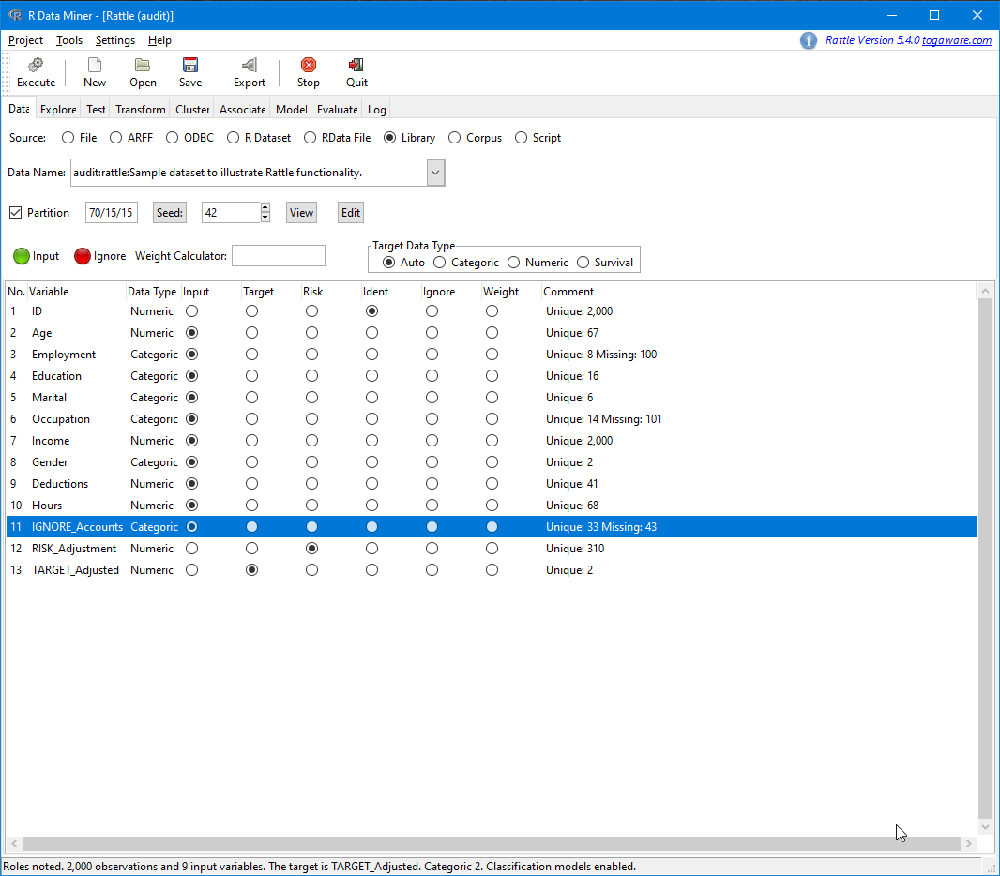 R Data Miner - [Rattle (audit)]
Project Tools Settings Help Rattle Version 5.4.0 togaware.com
Execute New Open Save Export Stop Quit
Data Explore Test Transform Cluster Associate Model Evaluate Log
Source: File ARFF ODBC R Dataset RData File Library Corpus Script
Data Name: audit:rattle:Sample dataset to illustrate Rattle functionality.
Partition 70/15/15 Seed: 42 View Edit
Target Data Type
Input Ignore Weight Calculator: Auto Categoric Numeric Survival
No. Variable Data Type Input Target Risk Ident Ignore Weight Comment
1 ID Numeric Unique: 2,000
2 Age Numeric Unique: 67
3 Employment Categoric Unique: 8 Missing: 100
4 Education Categoric Unique: 16
5 Marital Categoric Unique: 6
6 Occupation Categoric Unique: 14 Missing: 101
7 Income Numeric Unique: 2,000
8 Gender Categoric Unique: 2
9 Deductions Numeric Unique: 41
10 Hours Numeric Unique: 68
11 IGNORE_Accounts Categoric Unique: 33 Missing: 43
12 RISK_Adjustment Numeric Unique: 310
13 TARGET_Adjusted Numeric Unique: 2
Roles noted. 2,000 observations and 9 input variables. The target is TARGET_Adjusted. Categoric 2. Classification models enabled.